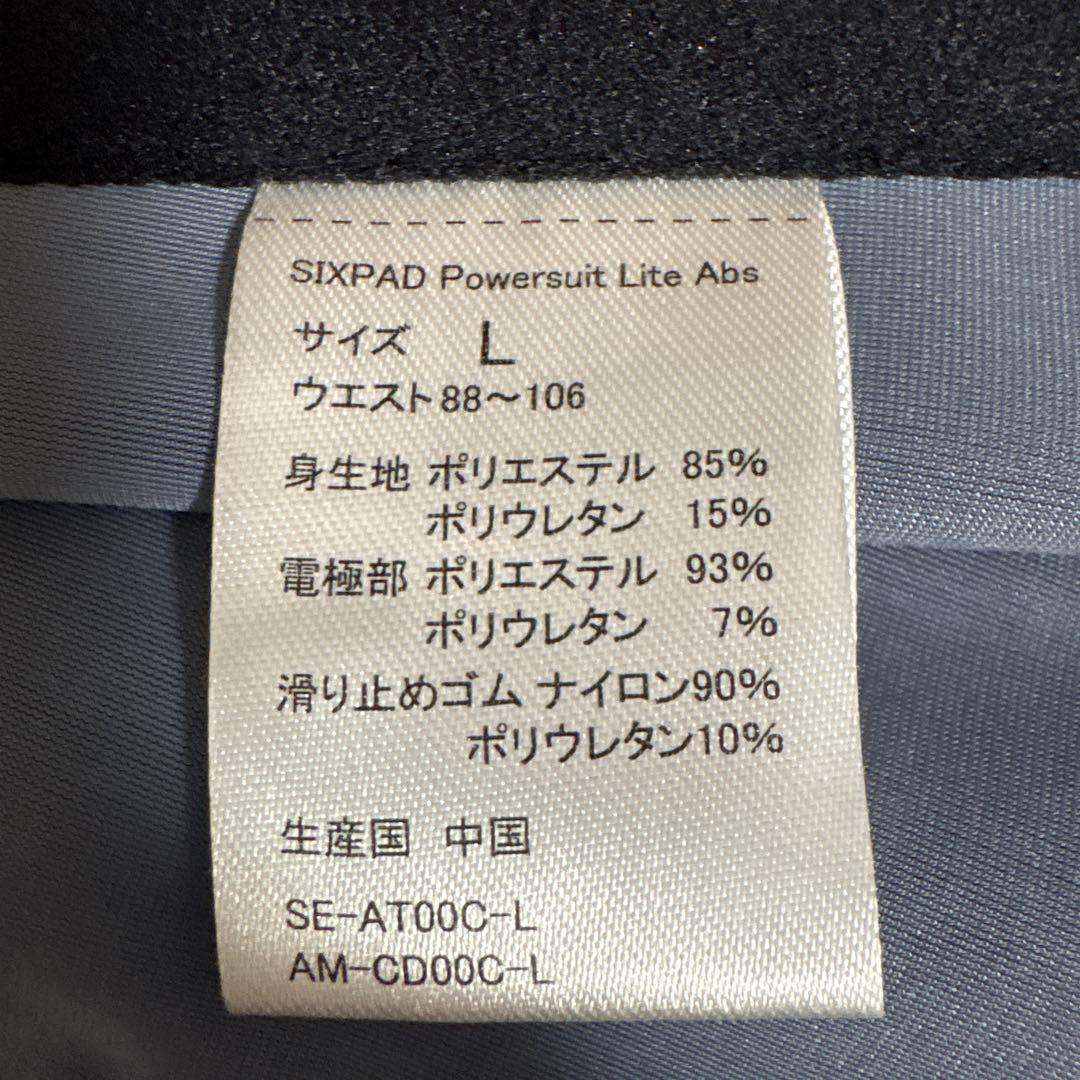 SIXPAD Powersuit Lite Abs
サイズ L
ウエスト88〜106
身生地 ポリエステル 85%
ポリウレタン 15%
電極部 ポリエステル 93%
ポリウレタン 7%
滑り止めゴム ナイロン90%
ポリウレタン10%
生産国 中国
SE-AT00C-L
AM-CD00C-L